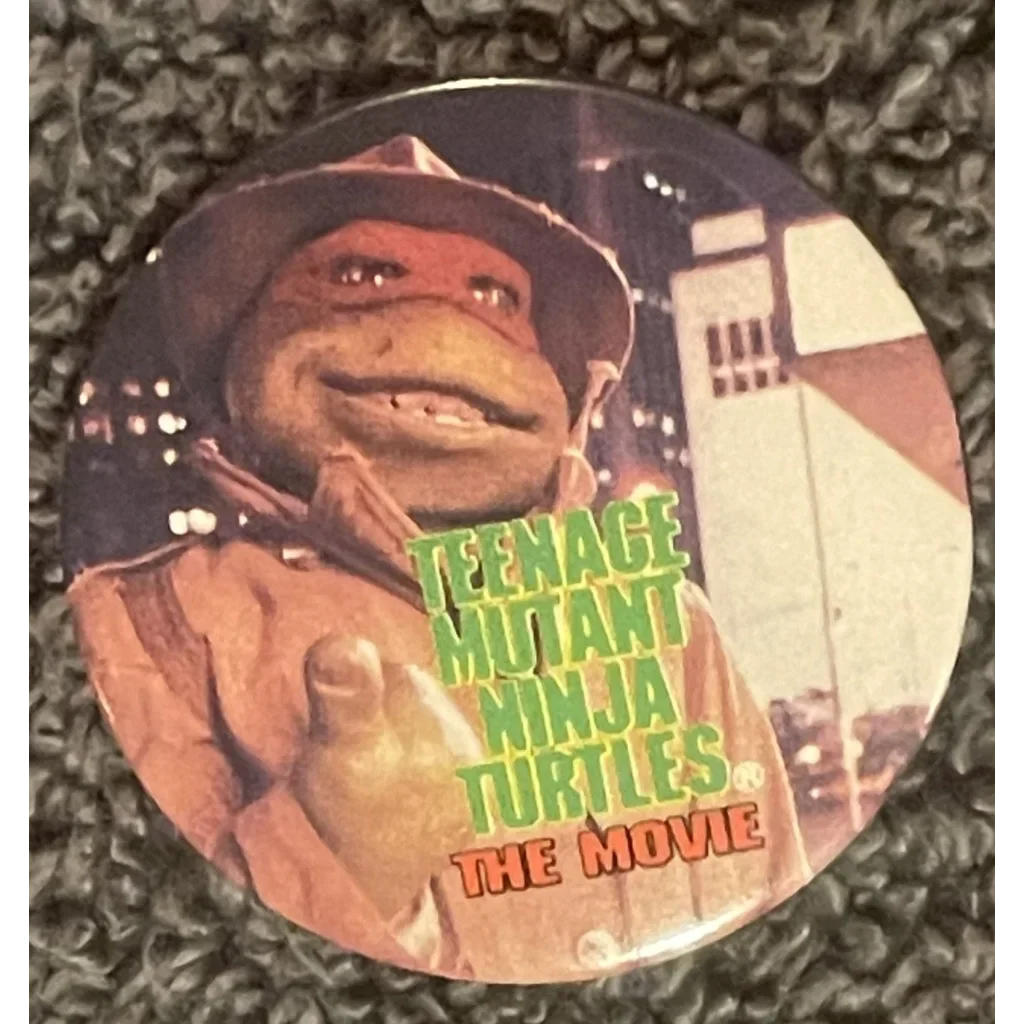 TEENAGE
MUTANT
NINJA
TURTLES®
THE MOVIE